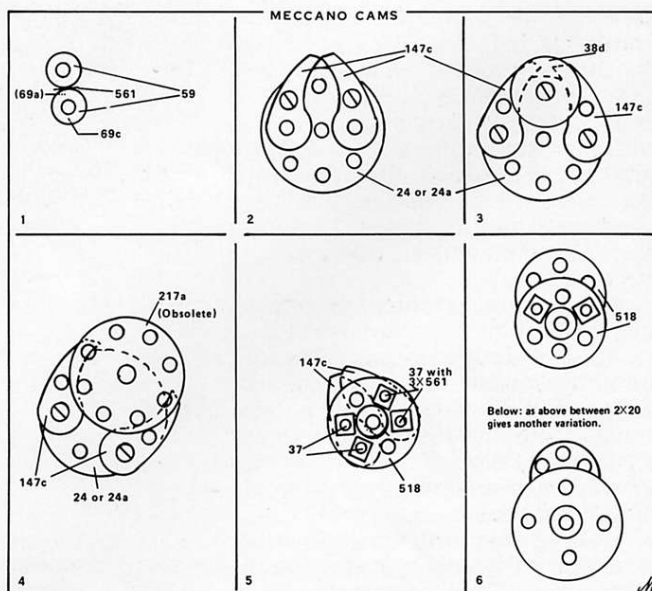 MECCANO CAMS
(69a)
561
59
69c
1
147c
24 or 24a
2
38d
147c
3
217a
(Obsolete)
147c
24 or 24a
4
147c
37 with
3X561
37
518
5
518
Below: as above between 2X20
gives another variation.
6